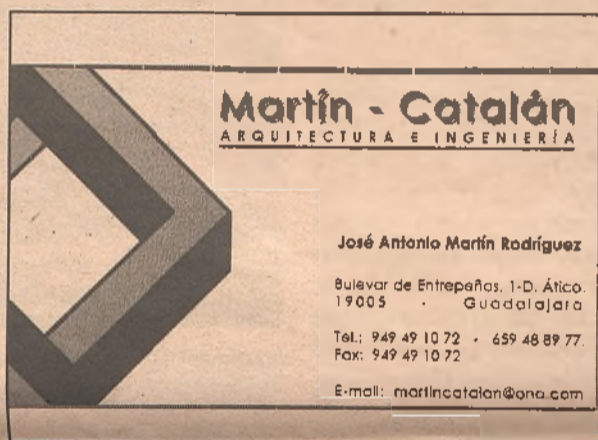 Martín - Catalán
ARQUITECTURA E INGENIERÍA
José Antonio Martín Rodríguez
Bulevar de Entrepeñas, 1-D. Ático.
19005 · Guadalajara
Tel.: 949 49 10 72 · 659 48 89 77.
Fax: 949 49 10 72
E-mail: martincatalan@ono.com